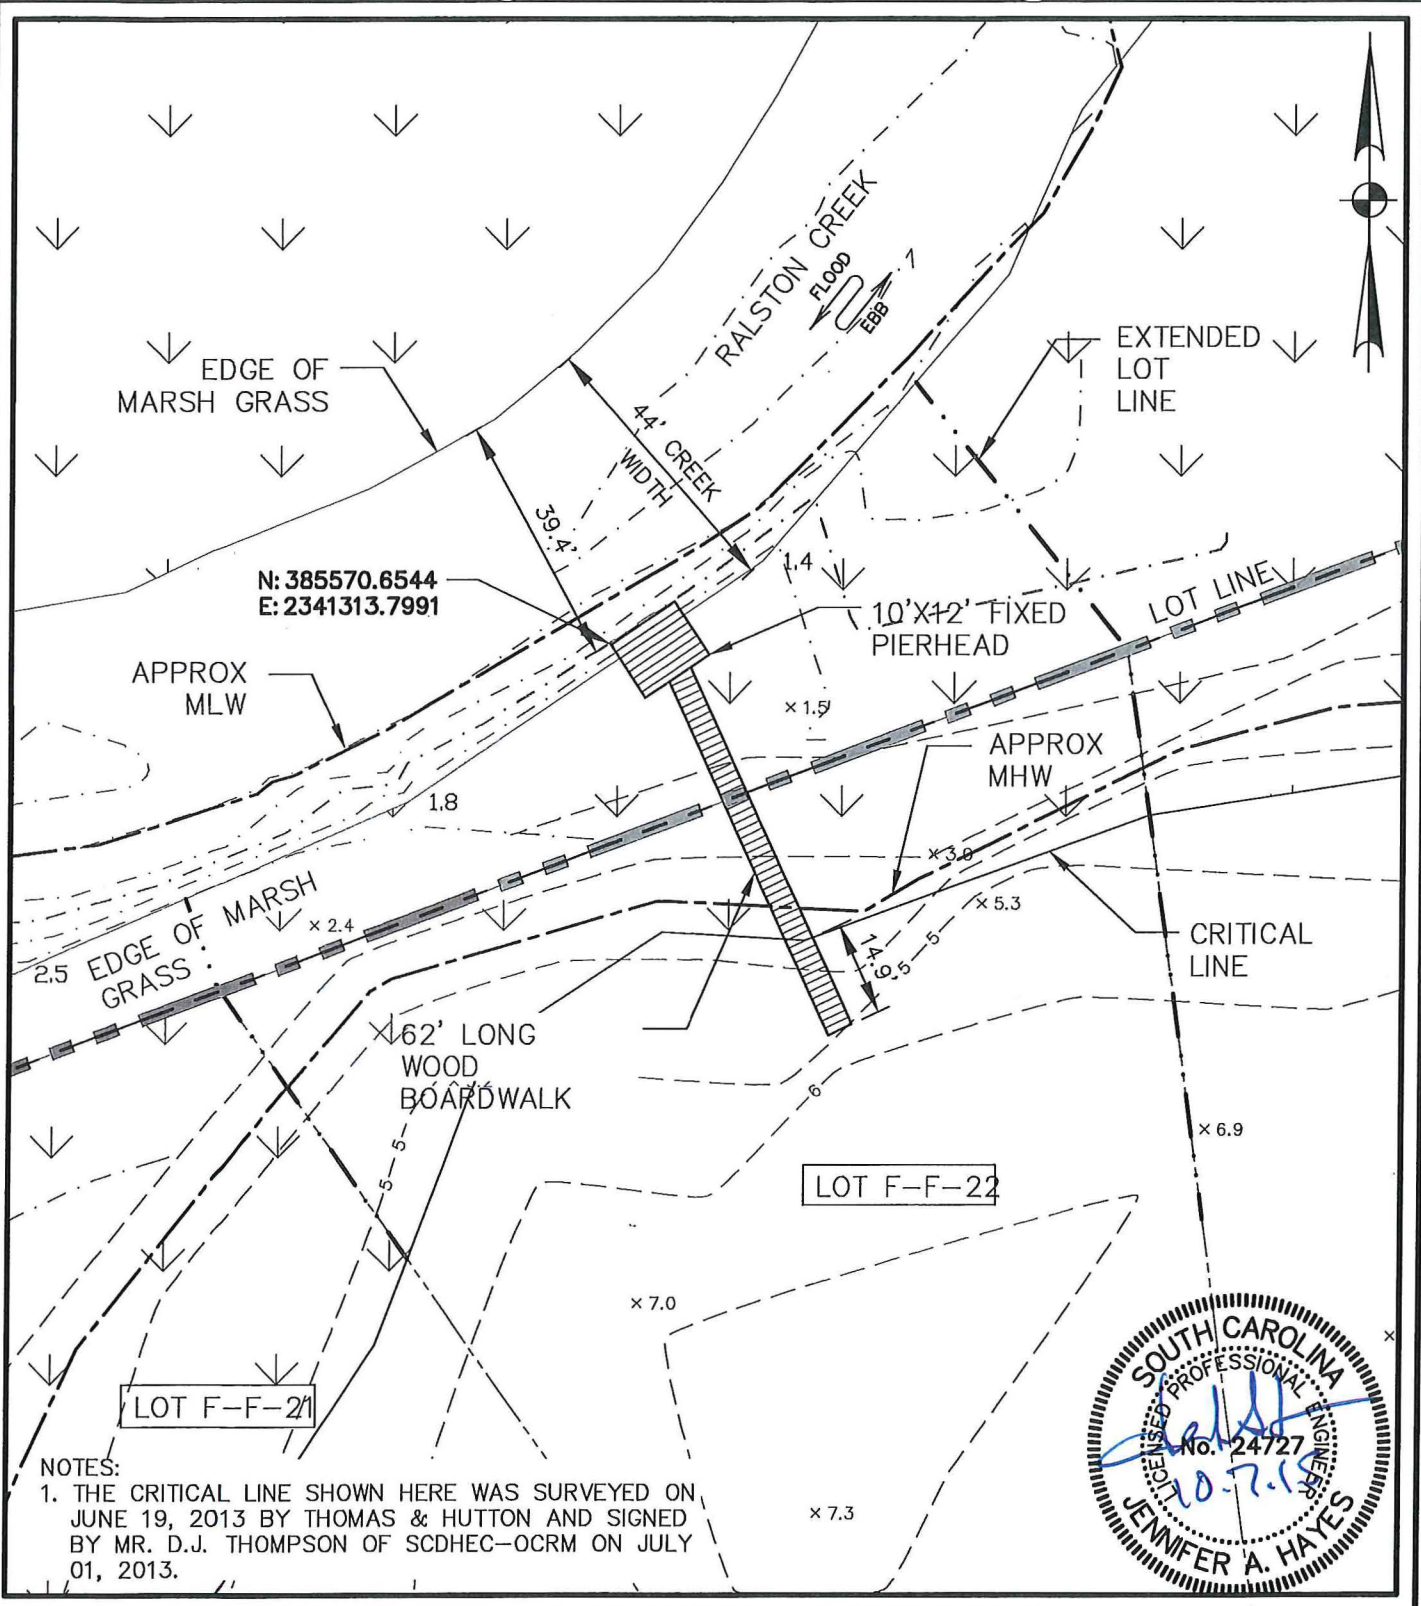 RALSTON CREEK
FLOOD
EBB
EDGE OF
MARSH GRASS
EXTENDED
LOT
LINE
44' CREEK
WIDTH
39.4'
N: 385570.6544
E: 2341313.7991
1.4
LOT LINE
10'X12' FIXED
PIERHEAD
APPROX
MLW
× 1.5
APPROX
MHW
1.8
× 3.6
× 5.3
EDGE OF MARSH
GRASS
× 2.4
2.5
14.9'
5
5
CRITICAL
LINE
62' LONG
WOOD
BOARDWALK
6
5
5
× 6.9
LOT F-F-22
× 7.0
LOT F-F-21
× 7.3
NOTES:
1. THE CRITICAL LINE SHOWN HERE WAS SURVEYED ON
JUNE 19, 2013 BY THOMAS & HUTTON AND SIGNED
BY MR. D.J. THOMPSON OF SCDHEC-OCRM ON JULY
01, 2013.
SOUTH CAROLINA
LICENSED PROFESSIONAL ENGINEER
No. 24727
10.7.15
JENNIFER A. HAYES